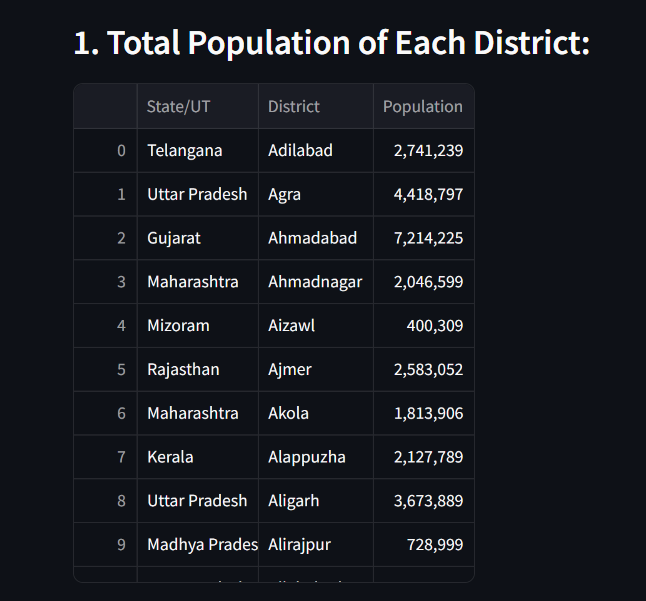 1. Total Population of Each District:
State/UT District Population
0 Telangana Adilabad 2,741,239
1 Uttar Pradesh Agra 4,418,797
2 Gujarat Ahmadabad 7,214,225
3 Maharashtra Ahmadnagar 2,046,599
4 Mizoram Aizawl 400,309
5 Rajasthan Ajmer 2,583,052
6 Maharashtra Akola 1,813,906
7 Kerala Alappuzha 2,127,789
8 Uttar Pradesh Aligarh 3,673,889
9 Madhya Prades Alirajpur 728,999